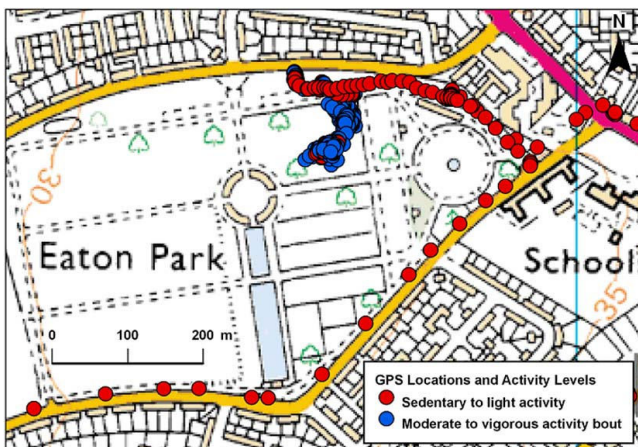 N
30
Eaton Park
School
35
0 100 200 m
GPS Locations and Activity Levels
Sedentary to light activity
Moderate to vigorous activity bout